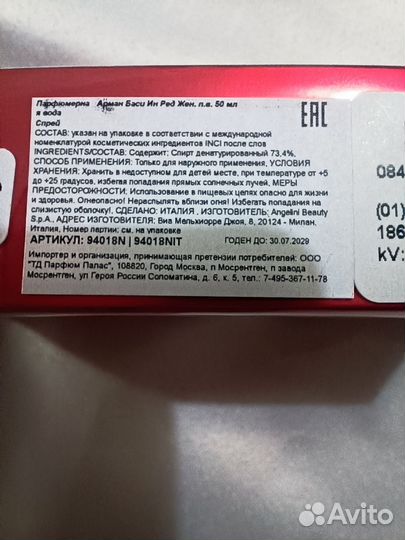 Парфюмерна Арман Баси Ин Ред Жен. п.в. 50 мл
я вода
Спрей
ЕАС
СОСТАВ: указан на упаковке в соответствии с международной
номенклатурой косметических ингредиентов INCI после слов
INGREDIENTS/СОСТАВ: Содержит: Спирт денатурированный 73,4%,
СПОСОБ ПРИМЕНЕНИЯ: Только для наружного применения, УСЛОВИЯ
ХРАНЕНИЯ: Хранить в недоступном для детей месте, при температуре от +5
до +25 градусов, избегая попадания прямых солнечных лучей, МЕРЫ
ПРЕДОСТОРОЖНОСТИ: Использование в пищевых целях опасно для жизни
и здоровья. Огнеопасно! Нераспылять вблизи огня! Избегать попадания на
слизистую оболочку!, СДЕЛАНО: ИТАЛИЯ , ИЗГОТОВИТЕЛЬ: Angelini Beauty
S.p.A., АДРЕС ИЗГОТОВИТЕЛЯ: Виа Мельхиорре Джоя, 8, 20124 - Милан,
Италия, Номер партии: см. на упаковке
АРТИКУЛ: 94018N | 94018NIT ГОДЕН ДО: 30.07.2029
Импортер и организация, принимающая претензии потребителей: ООО
"ТД Парфюм Палас", 108820, Город Москва, п Мосрентген, п завода
Мосрентген, ул Героя России Соломатина, д. 6, к. 5, тел.: 7-495-367-11-78
084
(01)
186
kV:
Avito